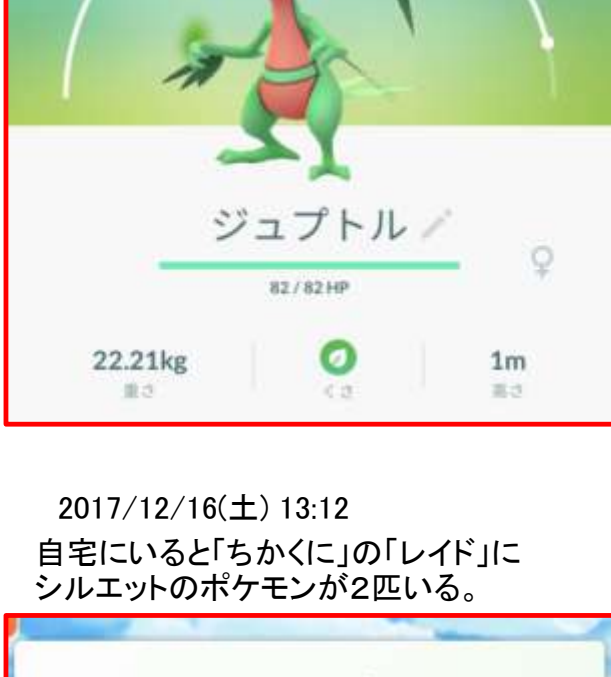 ジュプトル
82 / 82 HP
22.21kg
1m
重さ
くさ
高さ
2017/12/16(土) 13:12
自宅にいると「ちかくに」の「レイド」に
シルエットのポケモンが2匹いる。